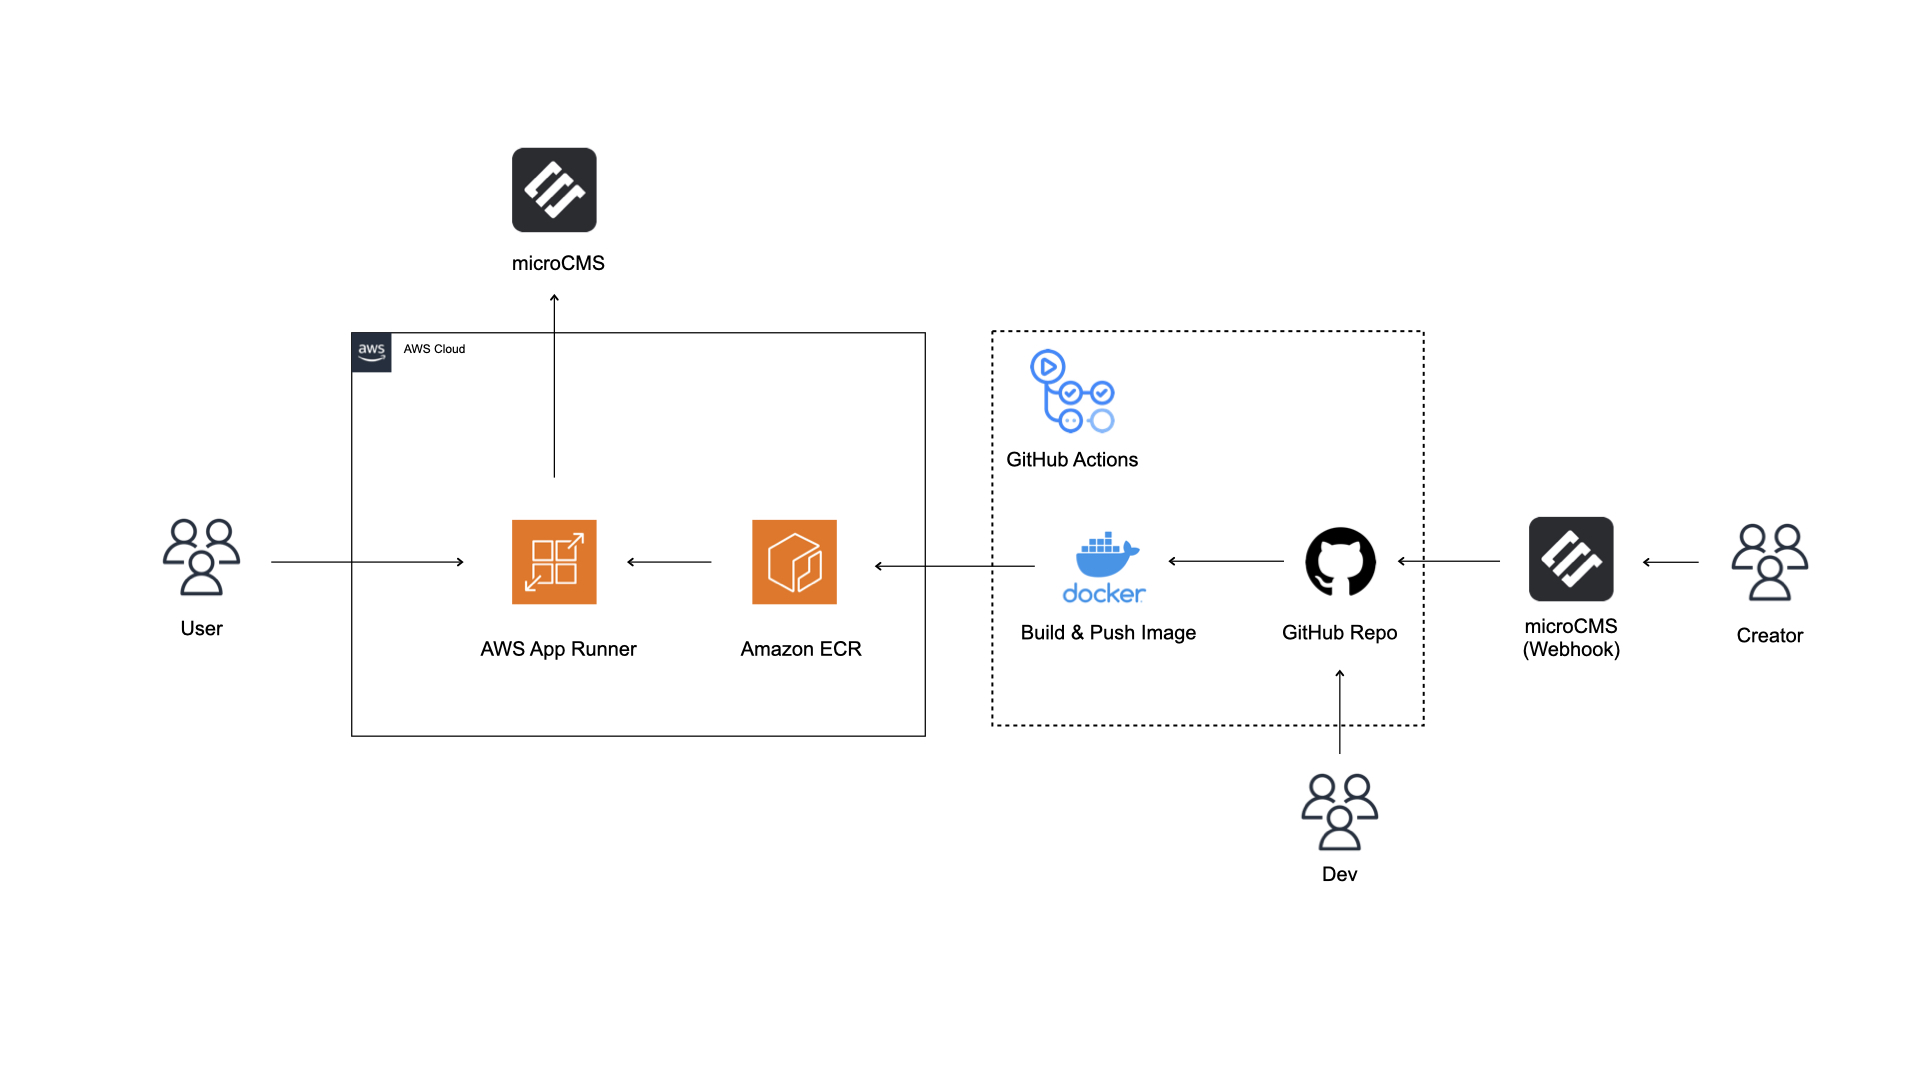 microCMS
aws
AWS Cloud
GitHub Actions
User
AWS App Runner
Amazon ECR
docker
Build & Push Image
GitHub Repo
microCMS
(Webhook)
Creator
Dev